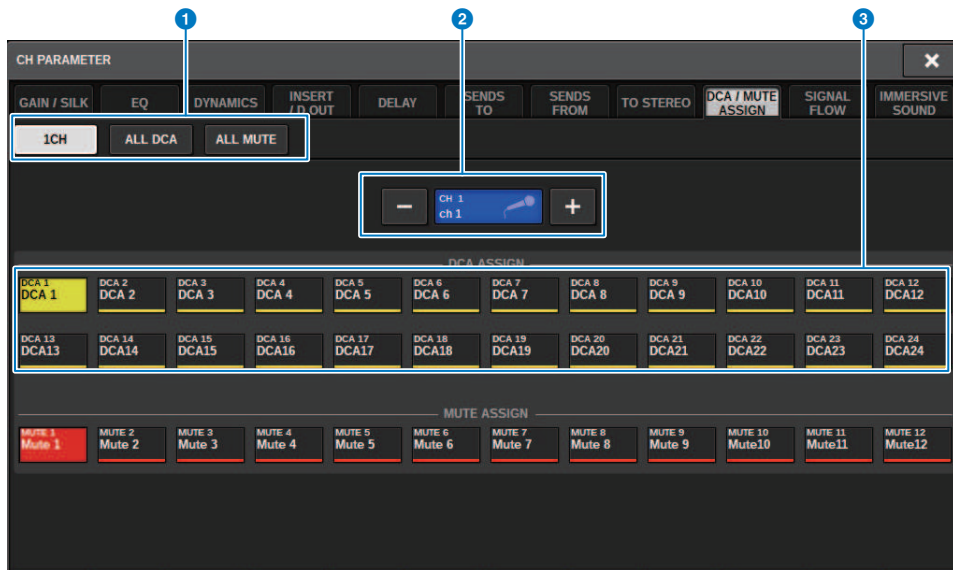 1 2 3
CH PARAMETER ×
GAIN / SILK EQ DYNAMICS INSERT / D.OUT DELAY SENDS TO SENDS FROM TO STEREO DCA / MUTE ASSIGN SIGNAL FLOW IMMERSIVE SOUND
1CH ALL DCA ALL MUTE
− CH 1 +
ch 1
DCA ASSIGN
DCA 1 DCA 2 DCA 3 DCA 4 DCA 5 DCA 6 DCA 7 DCA 8 DCA 9 DCA 10 DCA 11 DCA 12
DCA 1 DCA 2 DCA 3 DCA 4 DCA 5 DCA 6 DCA 7 DCA 8 DCA 9 DCA10 DCA11 DCA12
DCA 13 DCA 14 DCA 15 DCA 16 DCA 17 DCA 18 DCA 19 DCA 20 DCA 21 DCA 22 DCA 23 DCA 24
DCA13 DCA14 DCA15 DCA16 DCA17 DCA18 DCA19 DCA20 DCA21 DCA22 DCA23 DCA24
MUTE ASSIGN
MUTE 1 MUTE 2 MUTE 3 MUTE 4 MUTE 5 MUTE 6 MUTE 7 MUTE 8 MUTE 9 MUTE 10 MUTE 11 MUTE 12
Mute 1 Mute 2 Mute 3 Mute 4 Mute 5 Mute 6 Mute 7 Mute 8 Mute 9 Mute10 Mute11 Mute12